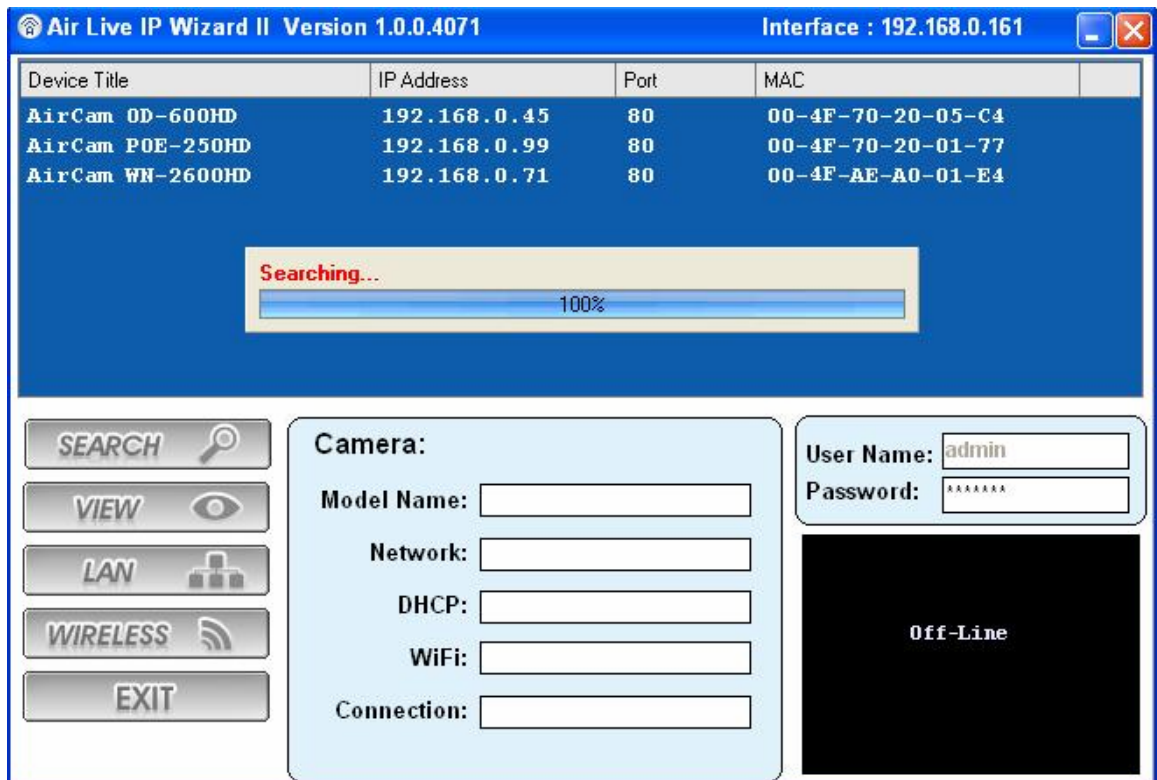 Air Live IP Wizard II Version 1.0.0.4071 Interface : 192.168.0.161
Device Title IP Address Port MAC
AirCam OD-600HD 192.168.0.45 80 00-4F-70-20-05-C4
AirCam POE-250HD 192.168.0.99 80 00-4F-70-20-01-77
AirCam WN-2600HD 192.168.0.71 80 00-4F-AE-A0-01-E4
Searching...
100%
SEARCH
VIEW
LAN
WIRELESS
EXIT
Camera:
Model Name:
Network:
DHCP:
WiFi:
Connection:
User Name: admin
Password: *******
Off-Line